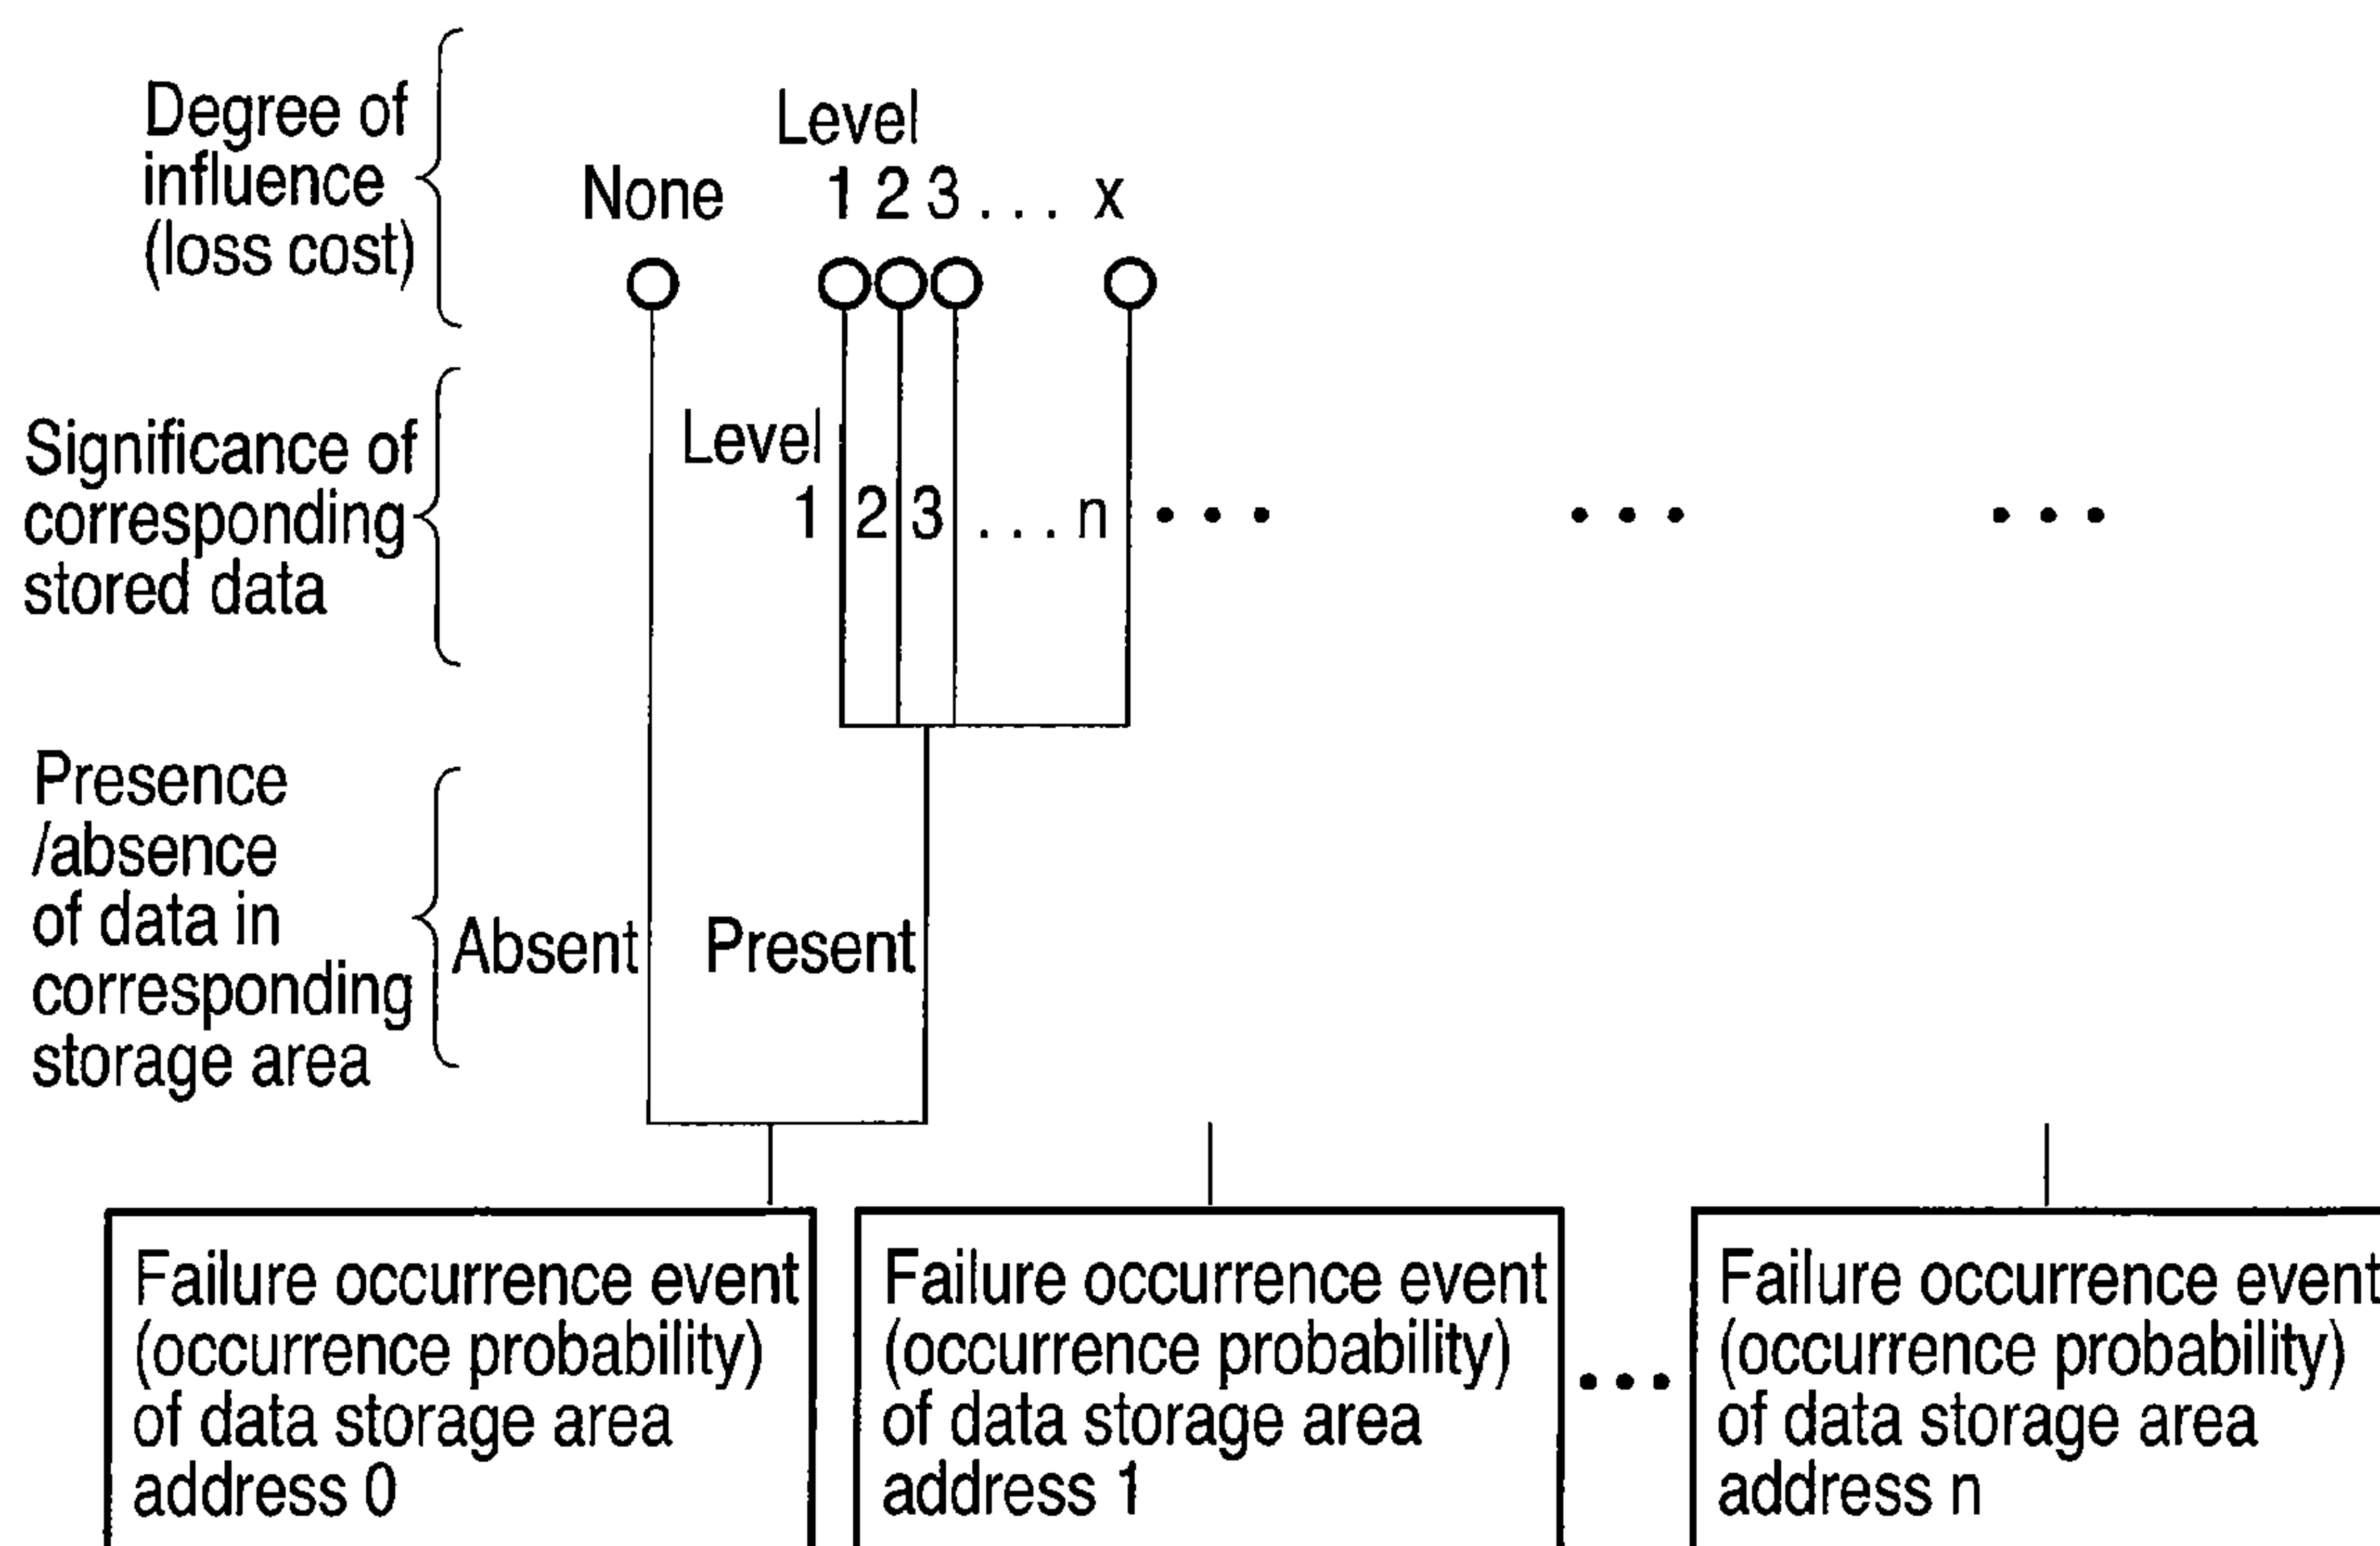 Degree of
influence
(loss cost)
Level
None
1 2 3 . . . x
Significance of
corresponding
stored data
Level
1 2 3 . . . n • • • • • • • • •
Presence
/absence
of data in
corresponding
storage area
Absent
Present
Failure occurrence event
(occurrence probability)
of data storage area
address 0
Failure occurrence event
(occurrence probability)
of data storage area
address 1
• • •
Failure occurrence event
(occurrence probability)
of data storage area
address n